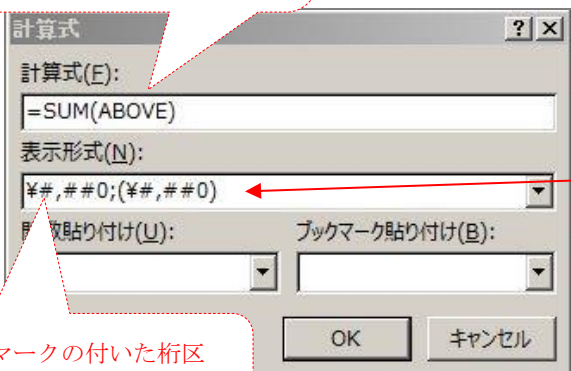 計算式
計算式(F):
=SUM(ABOVE)
表示形式(N):
¥#,##0;(¥#,##0)
数貼り付け(U): ブックマーク貼り付け(B):
マークの付いた桁区
OK キャンセル